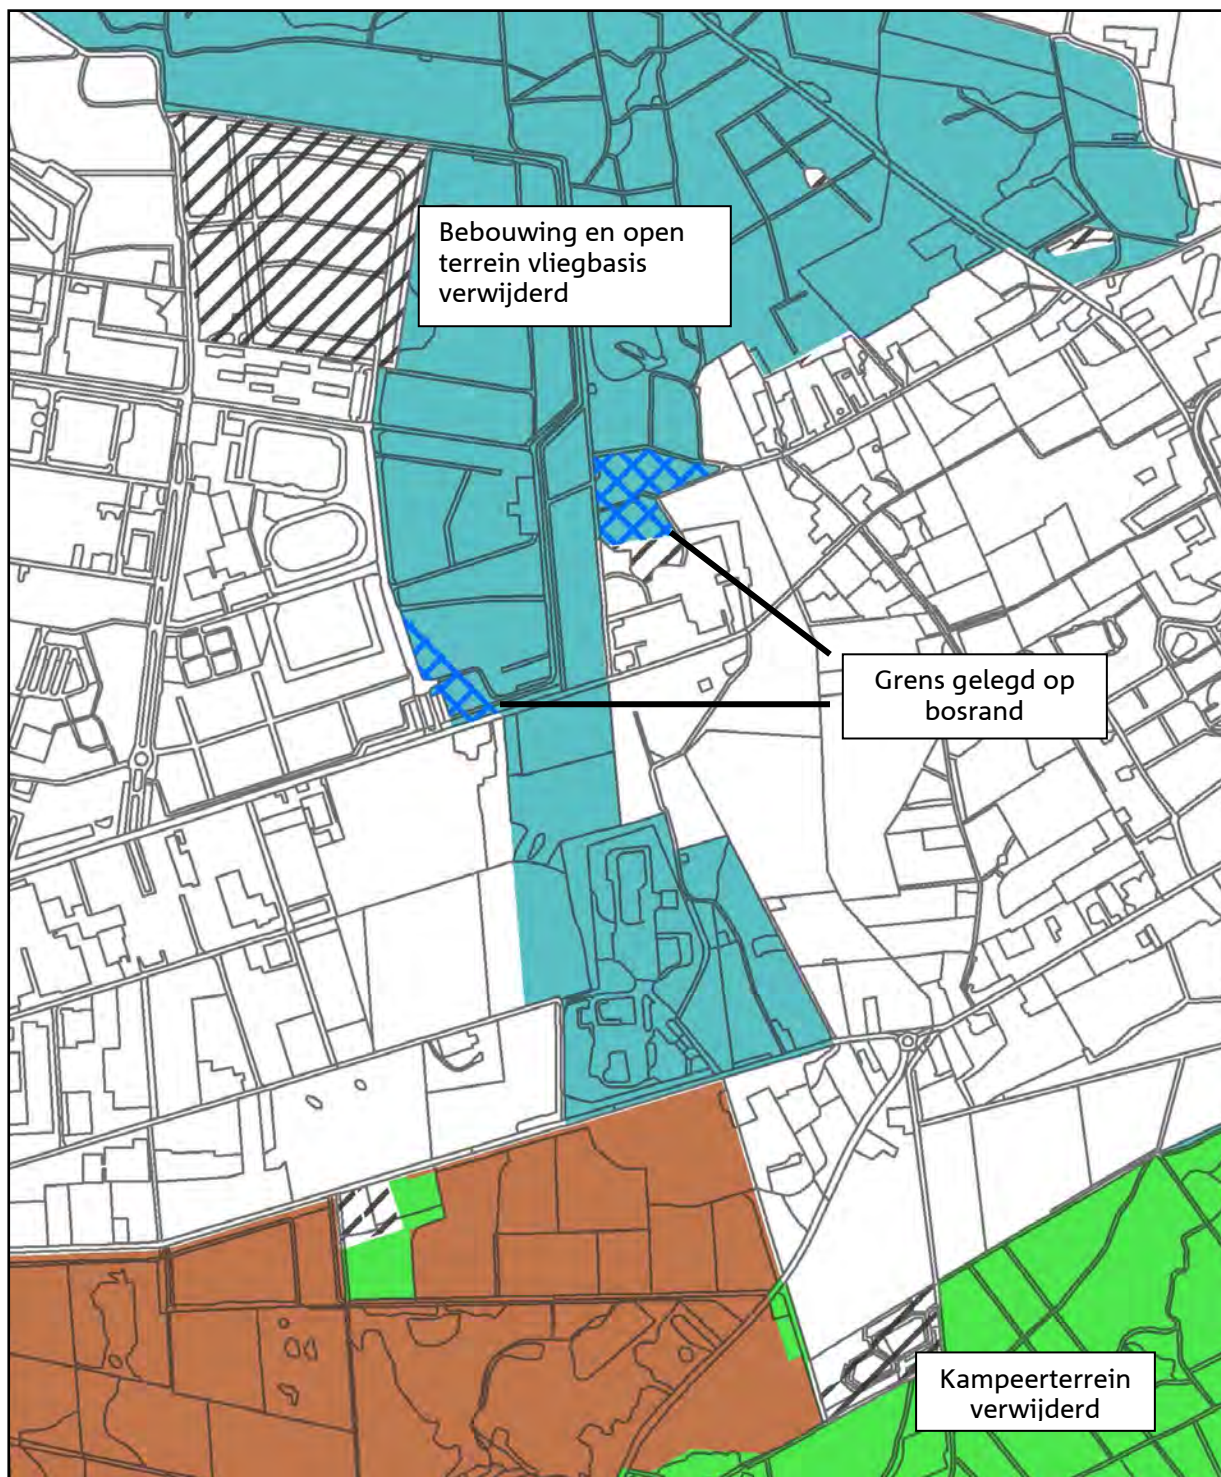 Bebouwing en open
terrein vliegbasis
verwijderd
Grens gelegd op
bosrand
Kampeerterrein
verwijderd